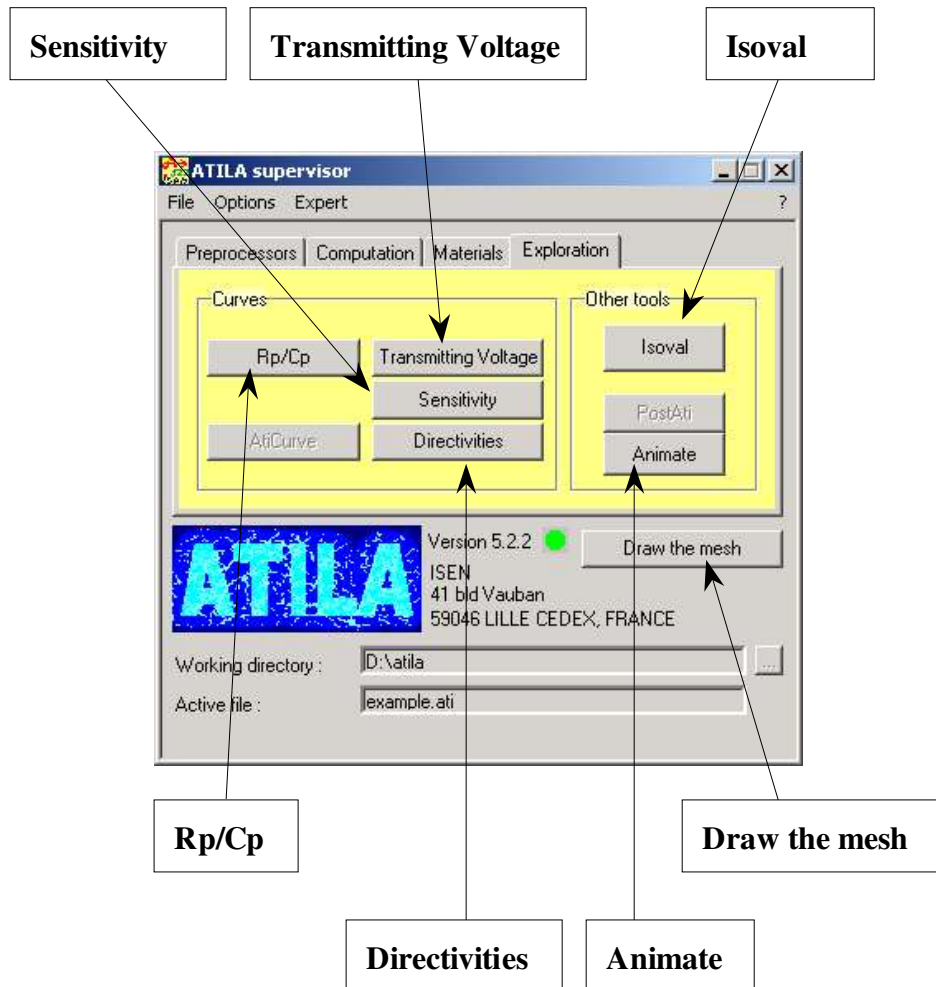 Sensitivity
Transmitting Voltage
Isoval
ATILA supervisor
File Options Expert ?
Preprocessors Computation Materials Exploration
Curves
Other tools
Rp/Cp
Transmitting Voltage
Isoval
Sensitivity
PostAti
AtiCurve
Directivities
Animate
ATILA
Version 5.2.2
Draw the mesh
ISEN
41 bld Vauban
59046 LILLE CEDEX, FRANCE
Working directory :
D:\atila
...
Active file :
example.ati
Rp/Cp
Draw the mesh
Directivities
Animate